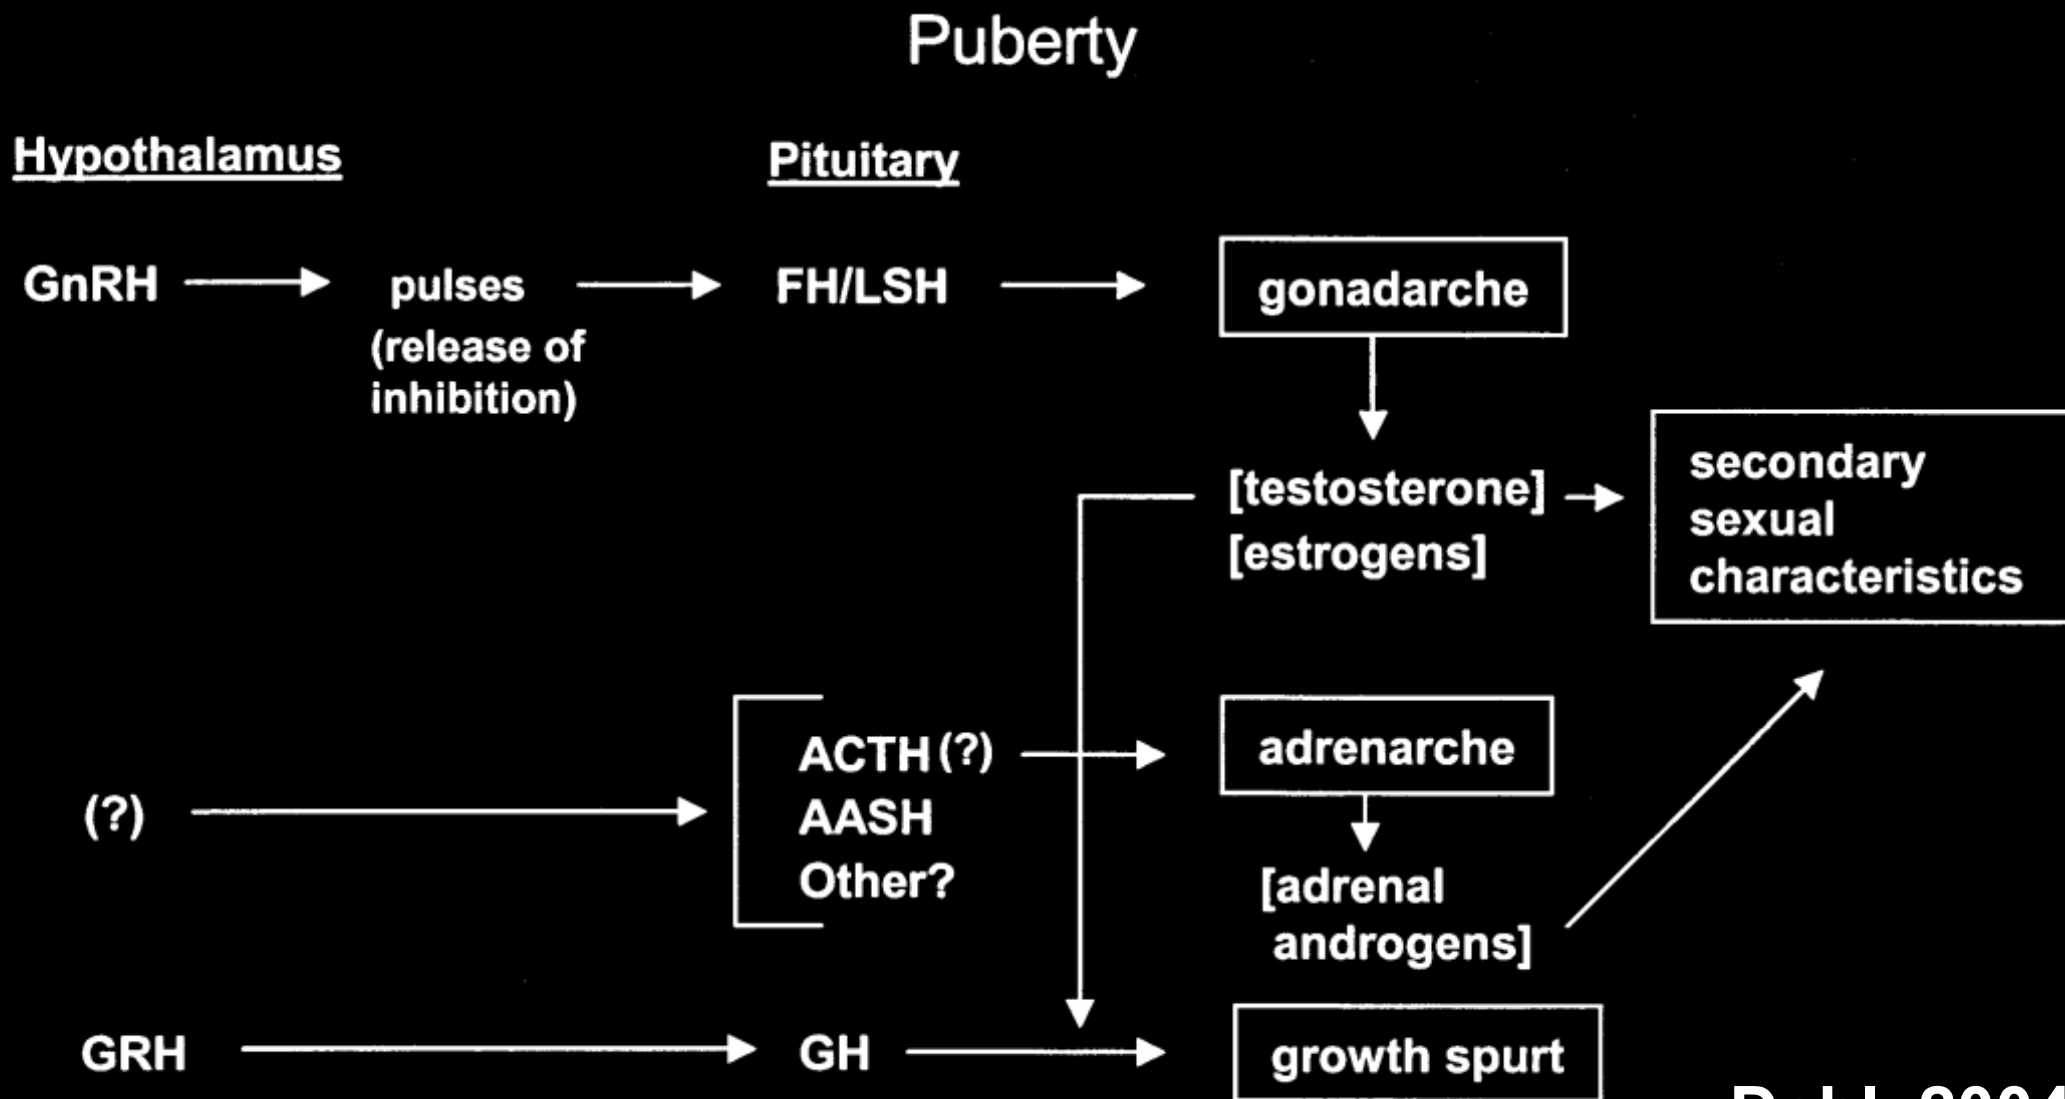 Puberty
Hypothalamus
Pituitary
GnRH
pulses
(release of
inhibition)
FH/LSH
gonadarche
[testosterone]
[estrogens]
secondary
sexual
characteristics
(?)
ACTH (?)
AASH
Other?
adrenarche
[adrenal
androgens]
GRH
GH
growth spurt